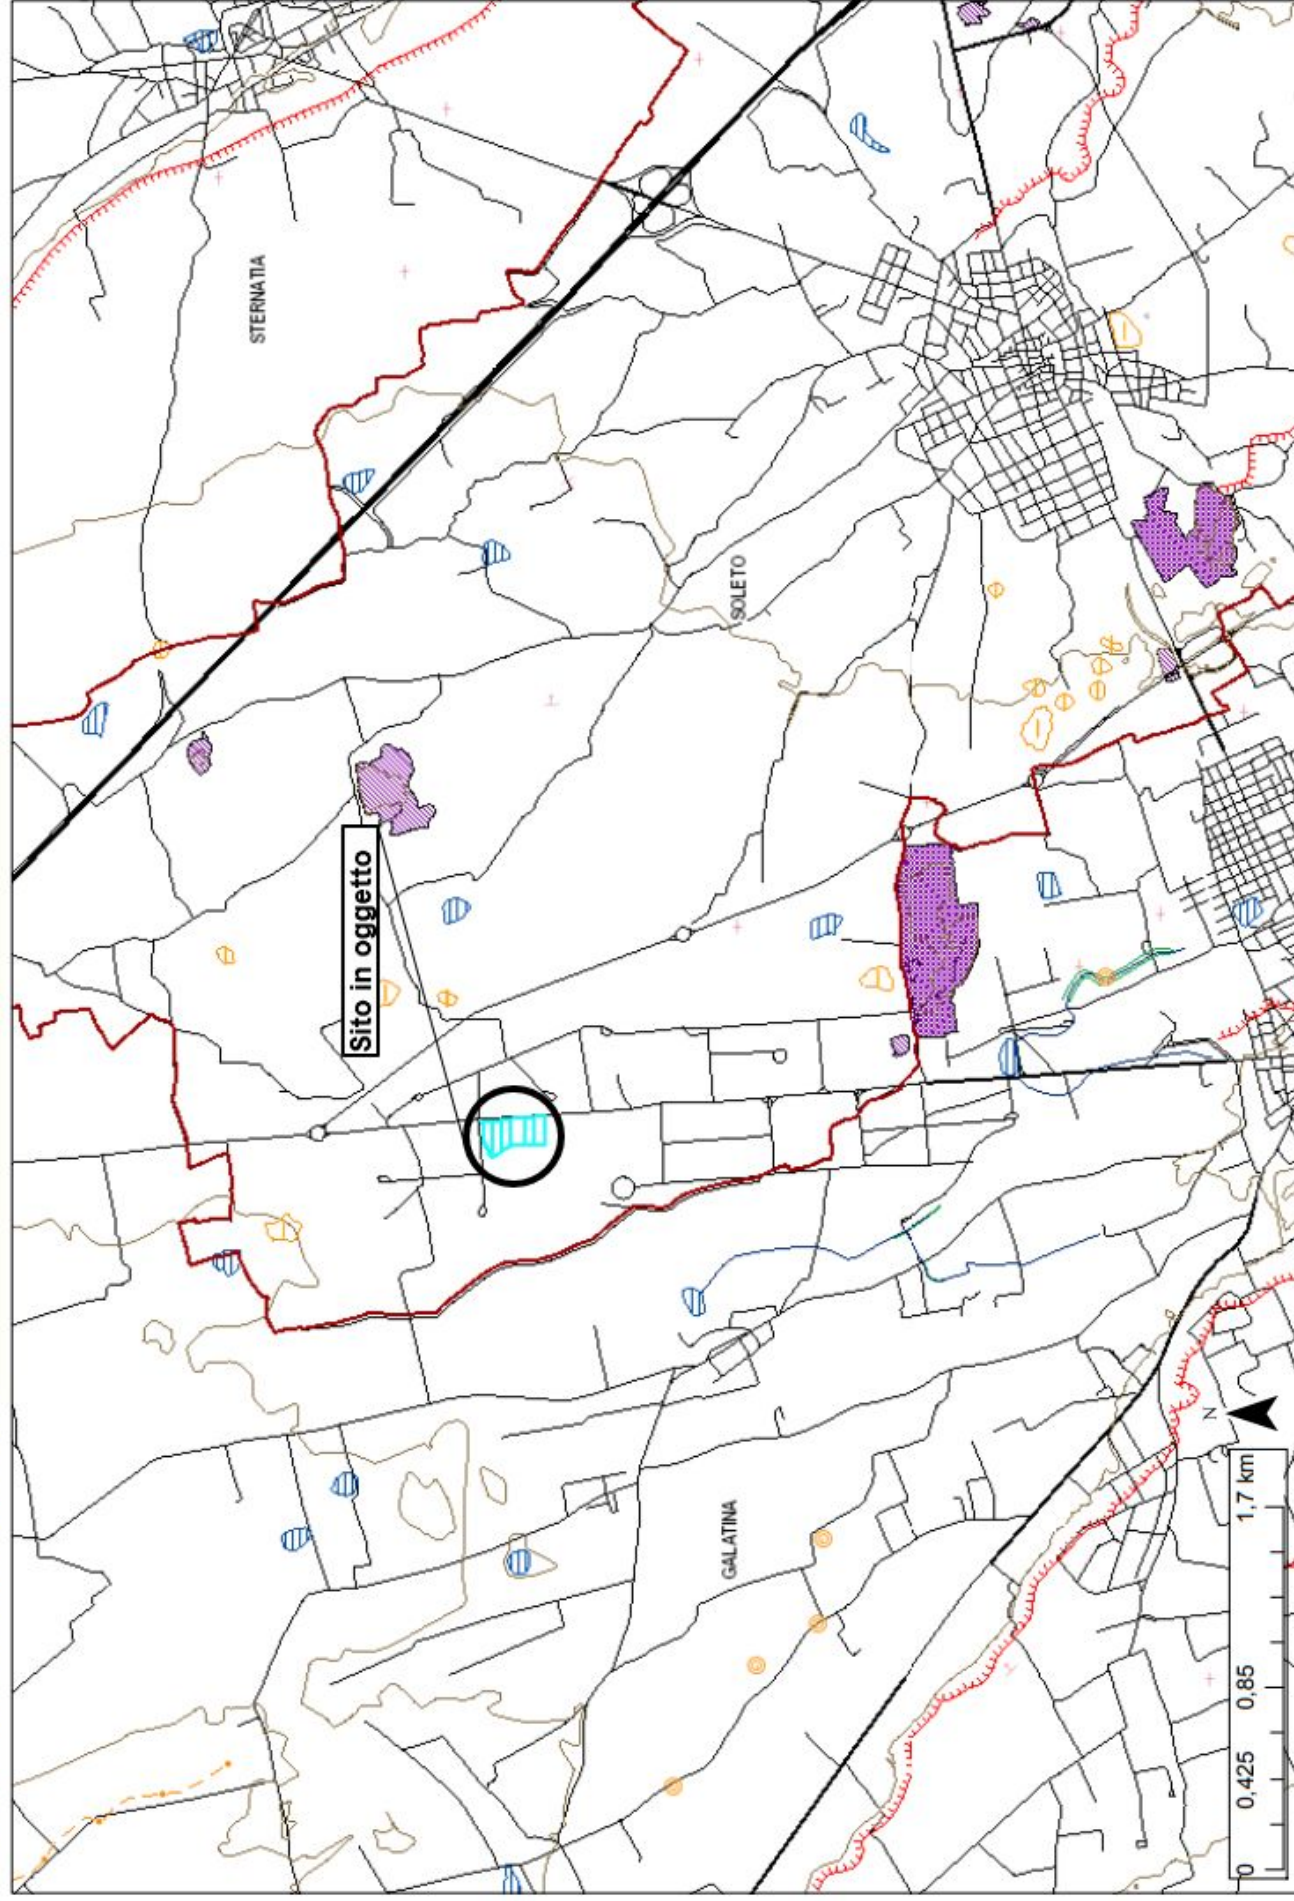 STERNATIA
Sito in oggetto
SOLETO
GALATINA
N
0 0,425 0,85 1,7 km